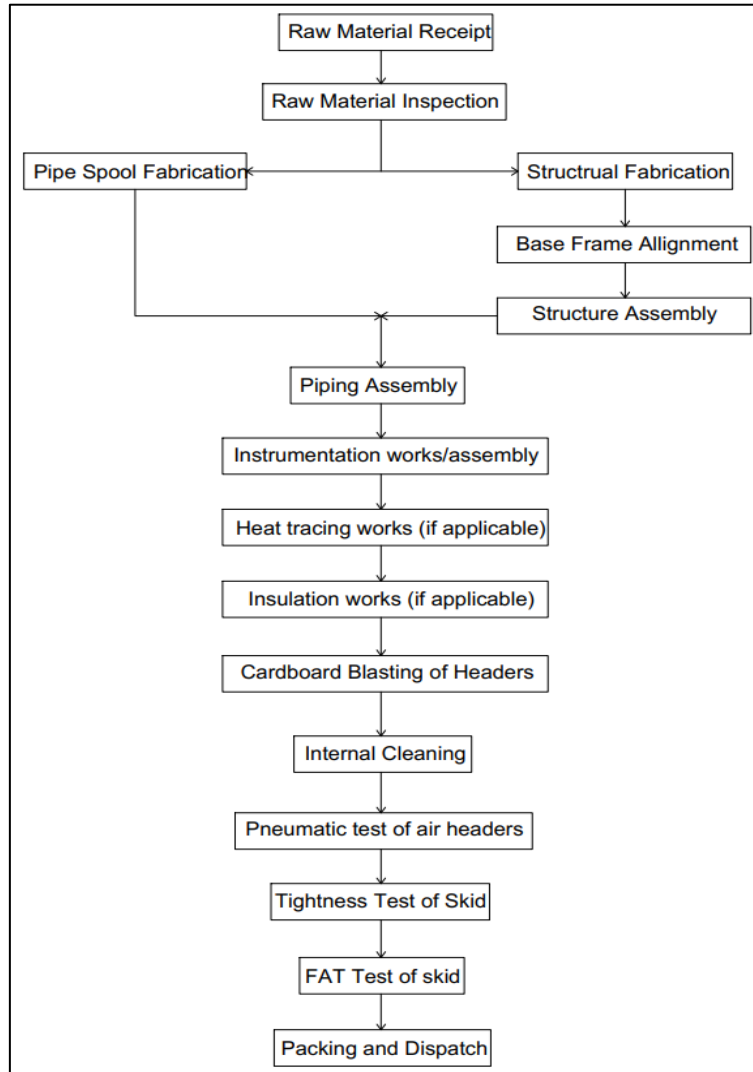 Raw Material Receipt
Raw Material Inspection
Pipe Spool Fabrication
Structrual Fabrication
Base Frame Allignment
Structure Assembly
Piping Assembly
Instrumentation works/assembly
Heat tracing works (if applicable)
Insulation works (if applicable)
Cardboard Blasting of Headers
Internal Cleaning
Pneumatic test of air headers
Tightness Test of Skid
FAT Test of skid
Packing and Dispatch